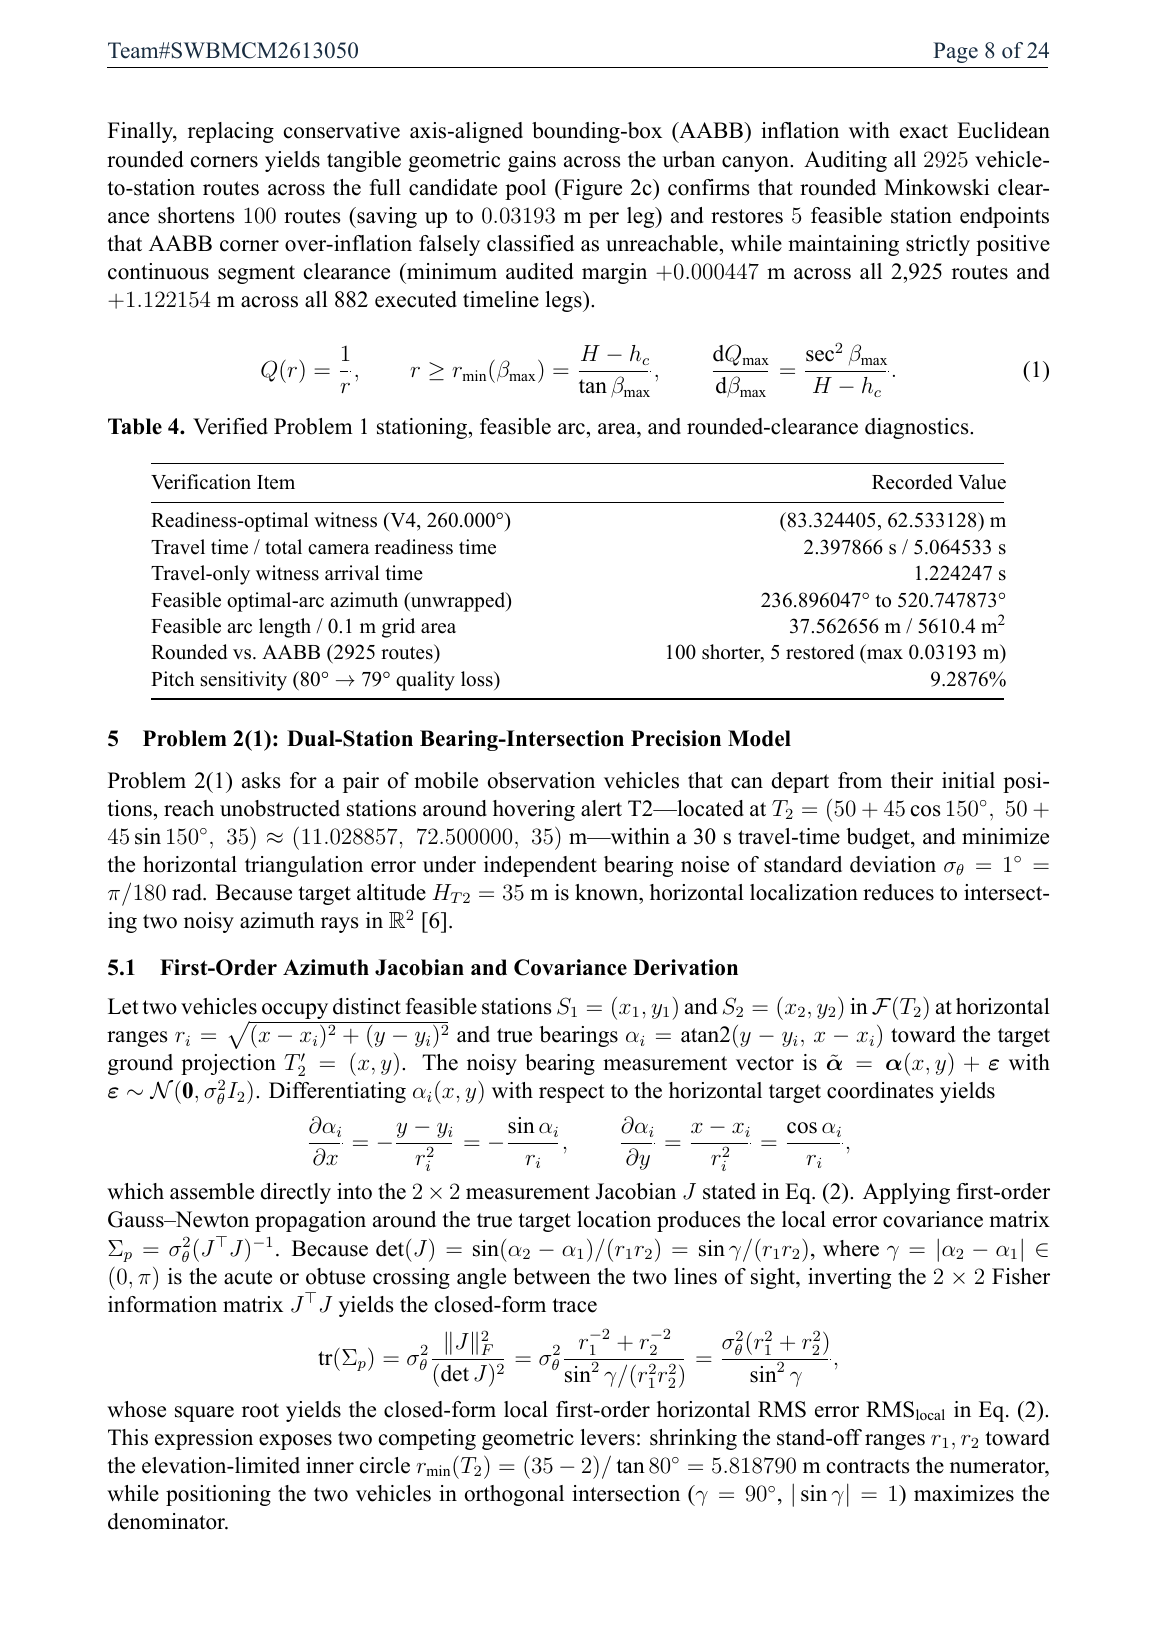 Team#SWBMCM2613050 Page 8 of 24
Finally, replacing conservative axis-aligned bounding-box (AABB) inflation with exact Euclidean
rounded corners yields tangible geometric gains across the urban canyon. Auditing all 2925 vehicle-
to-station routes across the full candidate pool (Figure 2c) confirms that rounded Minkowski clear-
ance shortens 100 routes (saving up to 0.03193 m per leg) and restores 5 feasible station endpoints
that AABB corner over-inflation falsely classified as unreachable, while maintaining strictly positive
continuous segment clearance (minimum audited margin +0.000447 m across all 2,925 routes and
+1.122154 m across all 882 executed timeline legs).
Q(r) = 1/r, r ≥ r_min(β_max) = (H − h_c)/(tan β_max), dQ_max/dβ_max = (sec² β_max)/(H − h_c). (1)
Table 4. Verified Problem 1 stationing, feasible arc, area, and rounded-clearance diagnostics.
Verification Item Recorded Value
Readiness-optimal witness (V4, 260.000°) (83.324405, 62.533128) m
Travel time / total camera readiness time 2.397866 s / 5.064533 s
Travel-only witness arrival time 1.224247 s
Feasible optimal-arc azimuth (unwrapped) 236.896047° to 520.747873°
Feasible arc length / 0.1 m grid area 37.562656 m / 5610.4 m²
Rounded vs. AABB (2925 routes) 100 shorter, 5 restored (max 0.03193 m)
Pitch sensitivity (80° → 79° quality loss) 9.2876%
5 Problem 2(1): Dual-Station Bearing-Intersection Precision Model
Problem 2(1) asks for a pair of mobile observation vehicles that can depart from their initial posi-
tions, reach unobstructed stations around hovering alert T2—located at T₂ = (50 + 45 cos 150°, 50 +
45 sin 150°, 35) ≈ (11.028857, 72.500000, 35) m—within a 30 s travel-time budget, and minimize
the horizontal triangulation error under independent bearing noise of standard deviation σ_θ = 1° =
π/180 rad. Because target altitude H_T2 = 35 m is known, horizontal localization reduces to intersect-
ing two noisy azimuth rays in ℝ² [6].
5.1 First-Order Azimuth Jacobian and Covariance Derivation
Let two vehicles occupy distinct feasible stations S₁ = (x₁, y₁) and S₂ = (x₂, y₂) in ℱ(T₂) at horizontal
ranges r_i = √((x − x_i)² + (y − y_i)²) and true bearings α_i = atan2(y − y_i, x − x_i) toward the target
ground projection T₂′ = (x, y). The noisy bearing measurement vector is α̃ = α(x, y) + ε with
ε ∼ 𝒩(0, σ_θ² I₂). Differentiating α_i(x, y) with respect to the horizontal target coordinates yields
∂α_i/∂x = −(y − y_i)/r_i² = −(sin α_i)/r_i, ∂α_i/∂y = (x − x_i)/r_i² = (cos α_i)/r_i,
which assemble directly into the 2 × 2 measurement Jacobian J stated in Eq. (2). Applying first-order
Gauss–Newton propagation around the true target location produces the local error covariance matrix
Σ_p = σ_θ²(J⊤J)⁻¹. Because det(J) = sin(α₂ − α₁)/(r₁r₂) = sin γ/(r₁r₂), where γ = |α₂ − α₁| ∈
(0, π) is the acute or obtuse crossing angle between the two lines of sight, inverting the 2 × 2 Fisher
information matrix J⊤J yields the closed-form trace
tr(Σ_p) = σ_θ² ‖J‖_F²/(det J)² = σ_θ² (r₁⁻² + r₂⁻²)/(sin² γ/(r₁²r₂²)) = σ_θ²(r₁² + r₂²)/(sin² γ),
whose square root yields the closed-form local first-order horizontal RMS error RMS_local in Eq. (2).
This expression exposes two competing geometric levers: shrinking the stand-off ranges r₁, r₂ toward
the elevation-limited inner circle r_min(T₂) = (35 − 2)/ tan 80° = 5.818790 m contracts the numerator,
while positioning the two vehicles in orthogonal intersection (γ = 90°, | sin γ| = 1) maximizes the
denominator.